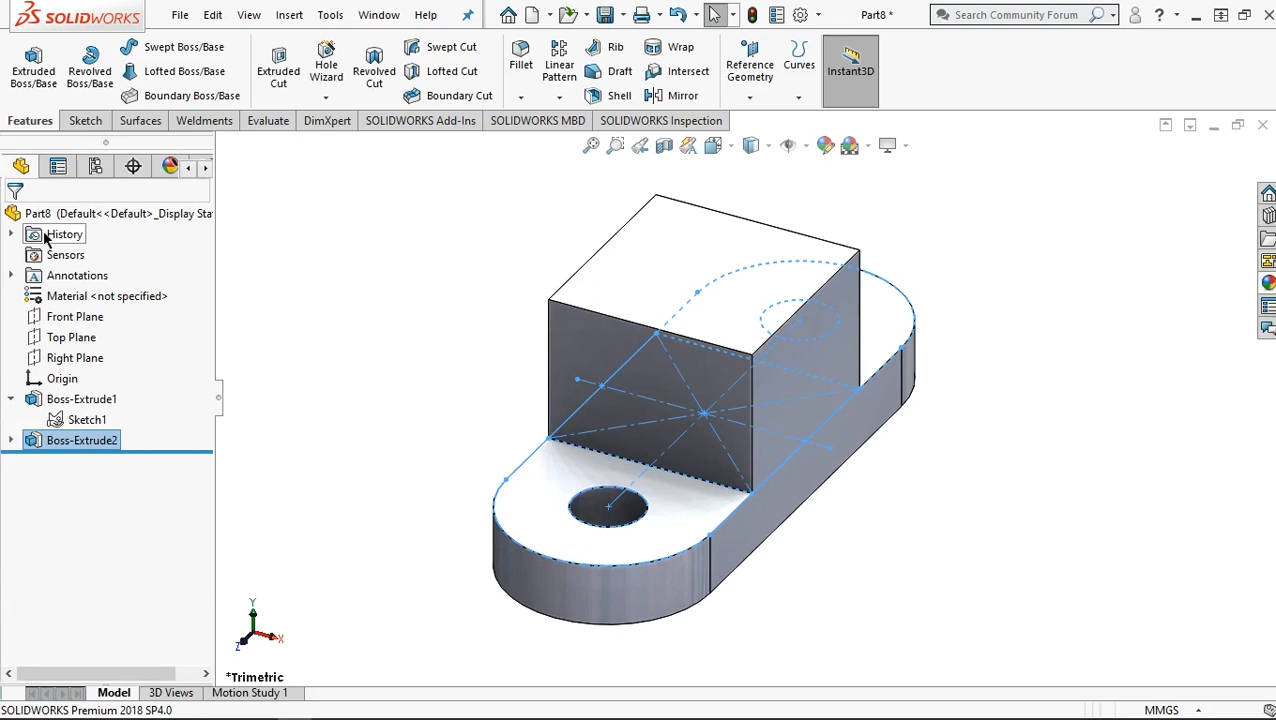 SOLIDWORKS File Edit View Insert Tools Window Help Part8 * Search Community Forum ?
Extruded Boss/Base Revolved Boss/Base Swept Boss/Base Lofted Boss/Base Boundary Boss/Base Extruded Cut Hole Wizard Revolved Cut Swept Cut Lofted Cut Boundary Cut Fillet Linear Pattern Rib Draft Shell Wrap Intersect Mirror Reference Geometry Curves Instant3D
Features Sketch Surfaces Weldments Evaluate DimXpert SOLIDWORKS Add-Ins SOLIDWORKS MBD SOLIDWORKS Inspection
Part8 (Default<<Default>_Display Sta
History
Sensors
A Annotations
Material <not specified>
Front Plane
Top Plane
Right Plane
Origin
Boss-Extrude1
Sketch1
Boss-Extrude2
Y
Z X
*Trimetric
Model 3D Views Motion Study 1
SOLIDWORKS Premium 2018 SP4.0 MMGS